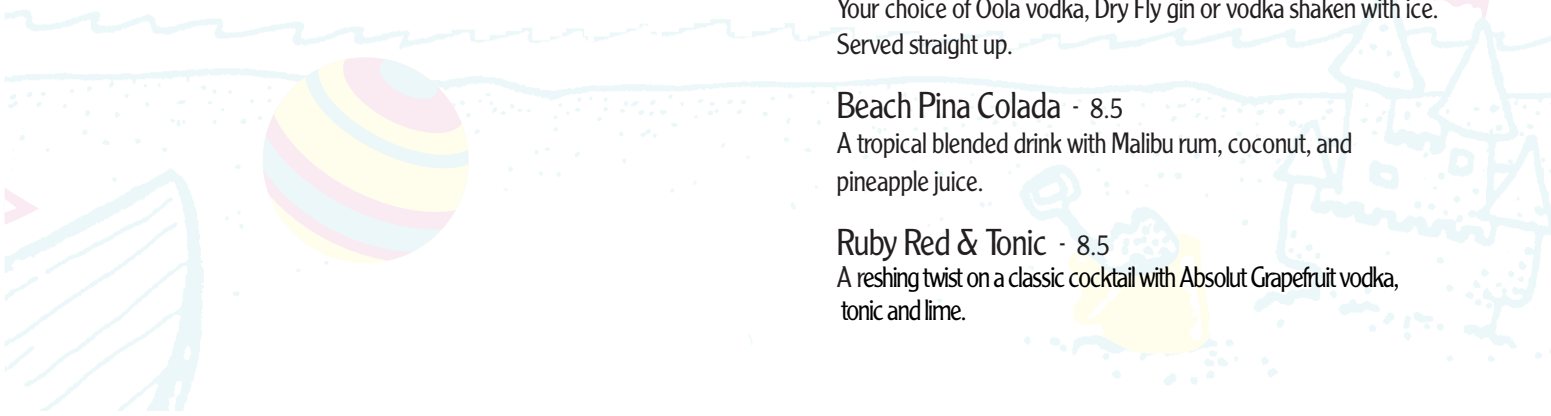 Your choice of Oola vodka, Dry Fly gin or vodka shaken with ice.
Served straight up.
Beach Pina Colada - 8.5
A tropical blended drink with Malibu rum, coconut, and
pineapple juice.
Ruby Red & Tonic - 8.5
A reshing twist on a classic cocktail with Absolut Grapefruit vodka,
tonic and lime.